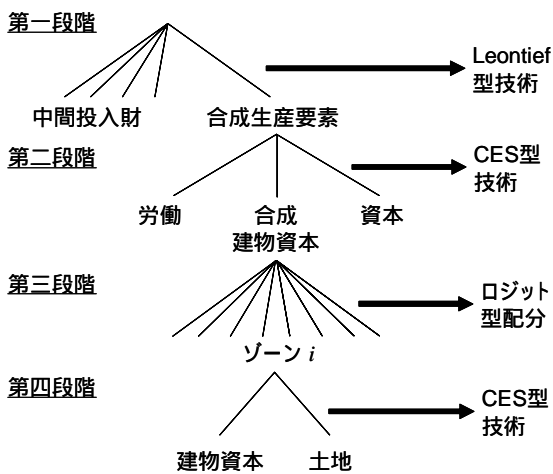 第一段階
Leontief
型技術
中間投入財 合成生産要素
第二段階
CES型
技術
労働 合成 資本
建物資本
第三段階
ロジット
型配分
ゾーン i
第四段階
CES型
技術
建物資本 土地